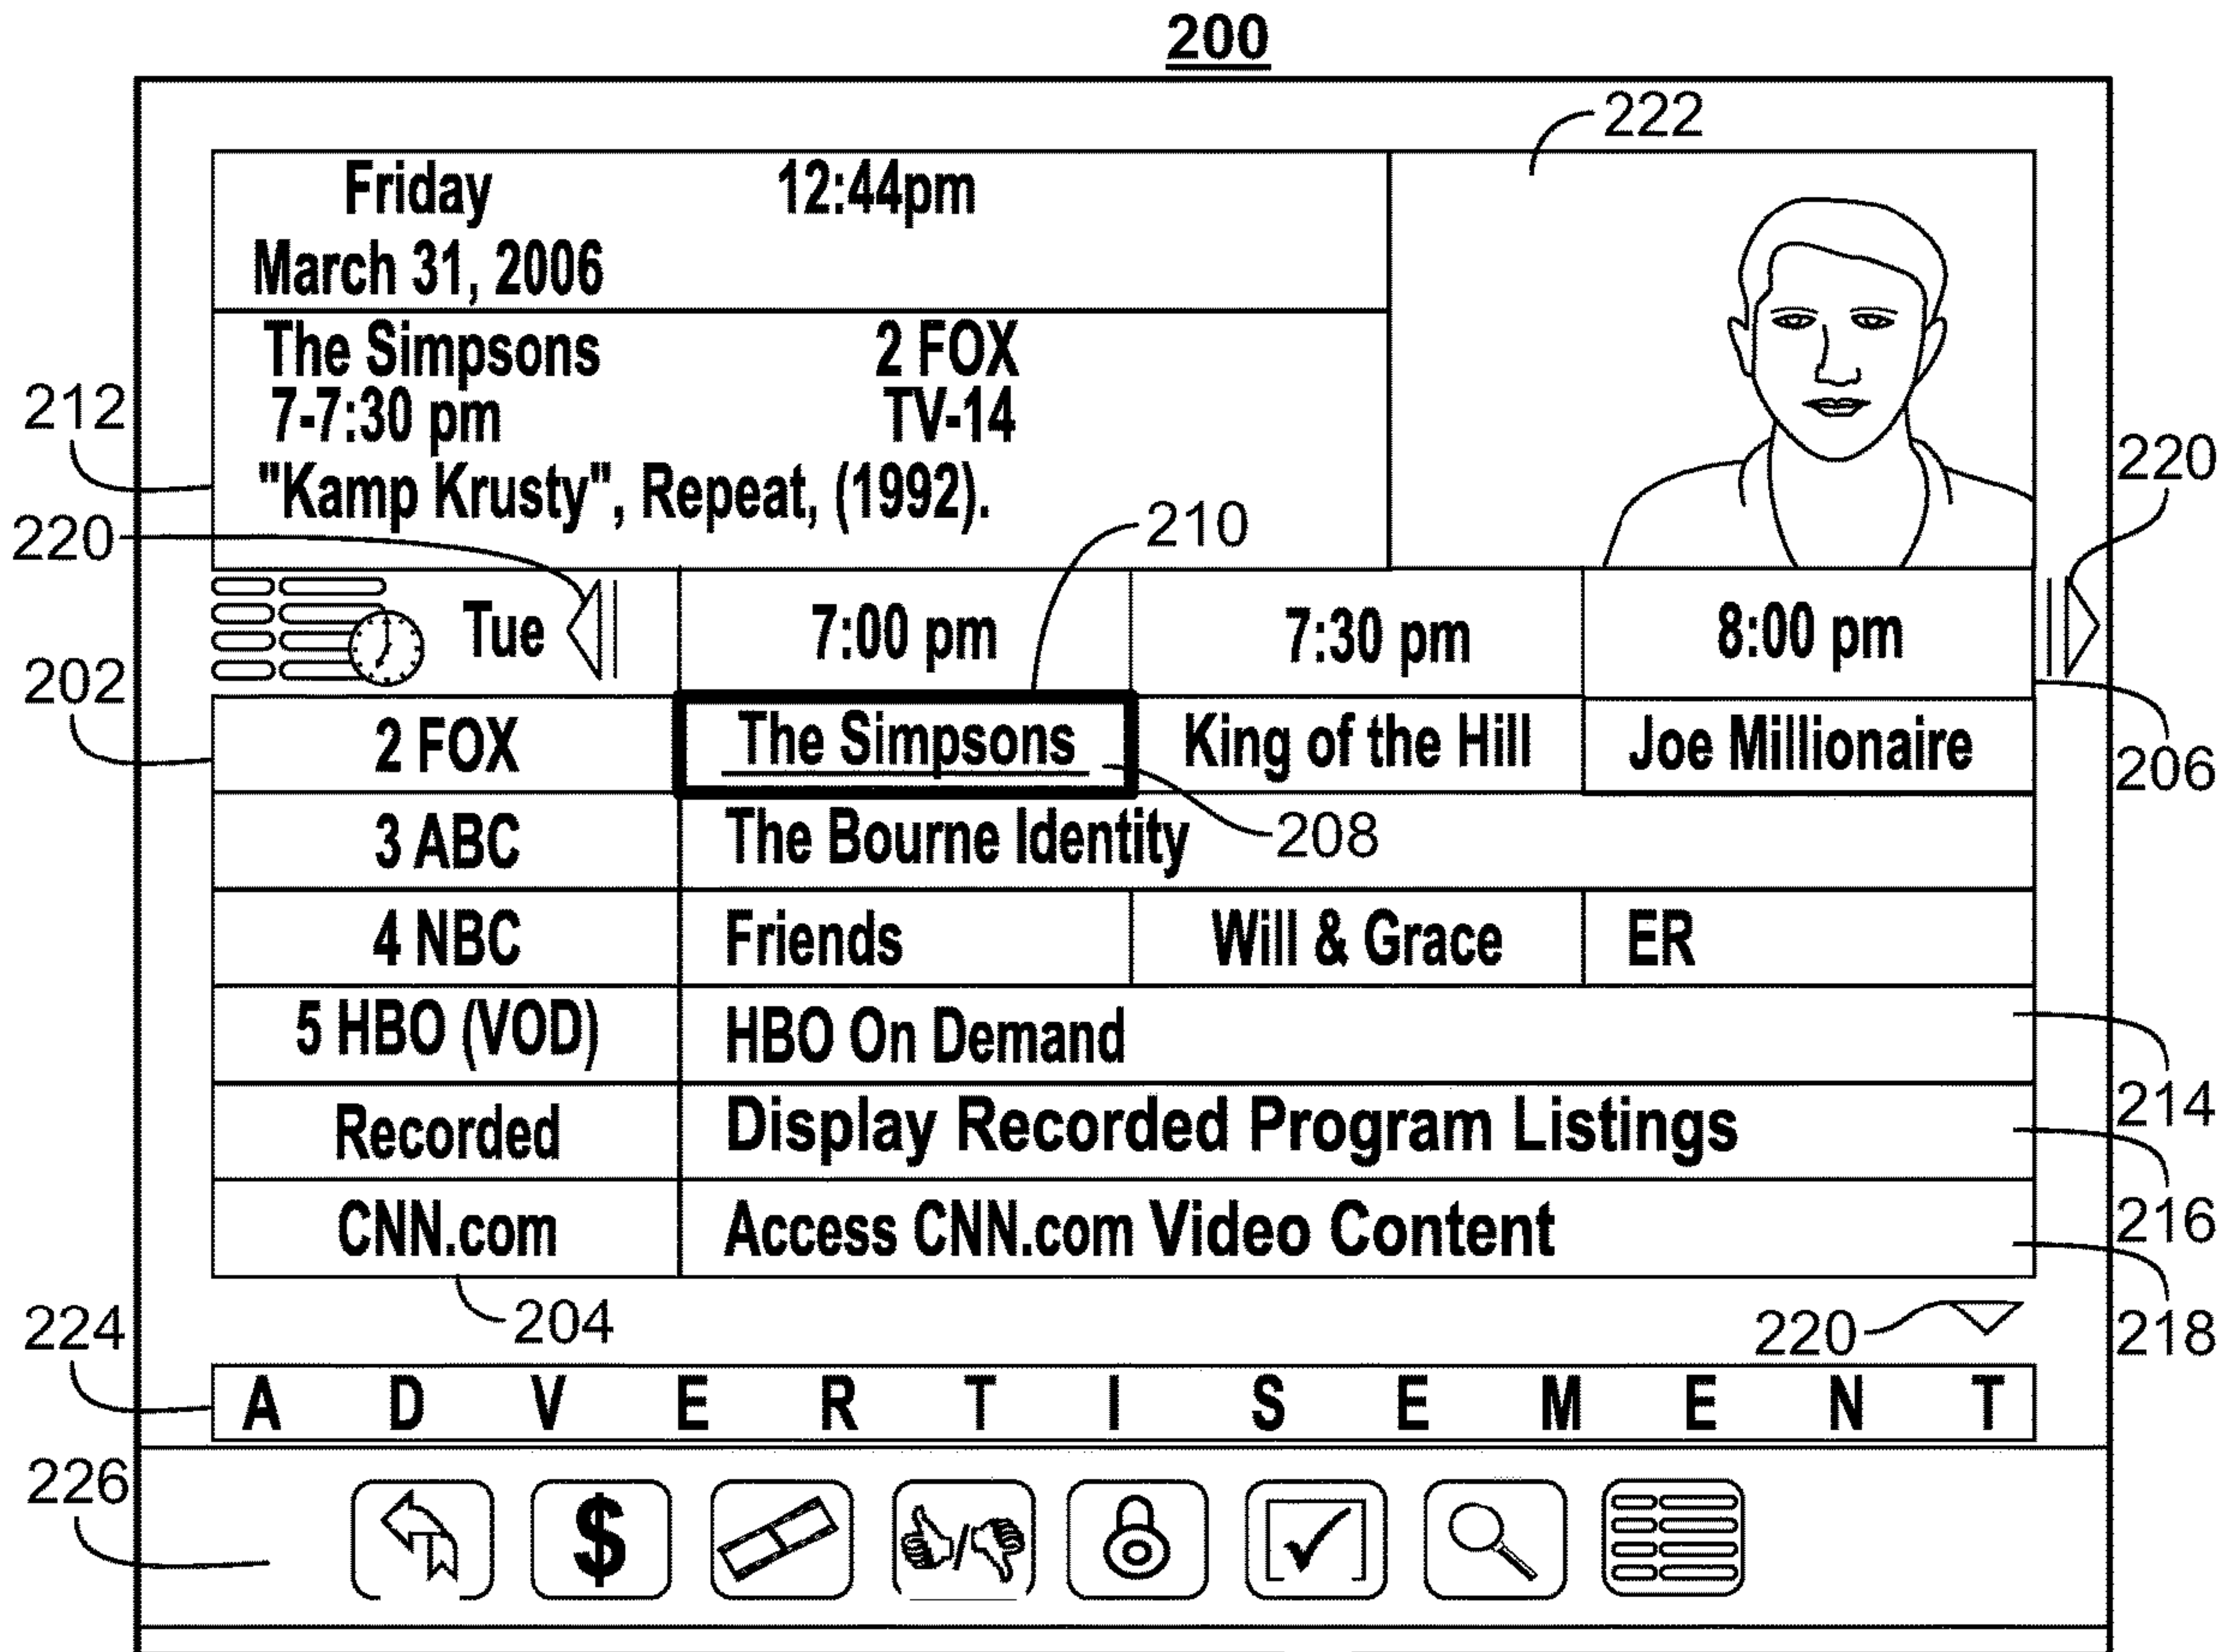 200
222
Friday 12:44pm
March 31, 2006
The Simpsons 2 FOX
212
7-7:30 pm TV-14
220
"Kamp Krusty", Repeat, (1992).
210
220
Tue 7:00 pm 7:30 pm 8:00 pm
202
2 FOX The Simpsons King of the Hill Joe Millionaire
206
3 ABC The Bourne Identity 208
4 NBC Friends Will & Grace ER
5 HBO (VOD) HBO On Demand
214
Recorded Display Recorded Program Listings
216
CNN.com Access CNN.com Video Content
224
204
220
218
A D V E R T I S E M E N T
226
$